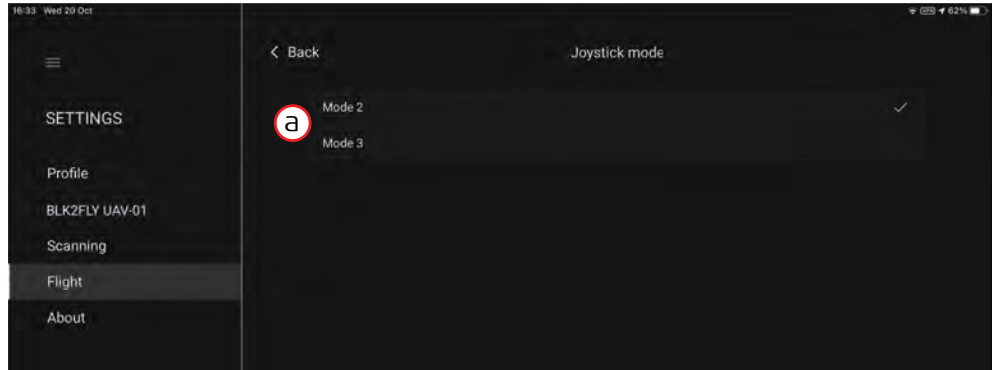 16:33 Wed 20 Oct
VPN 62%
Back
Joystick mode
SETTINGS
a
Mode 2
Mode 3
Profile
BLK2FLY UAV-01
Scanning
Flight
About